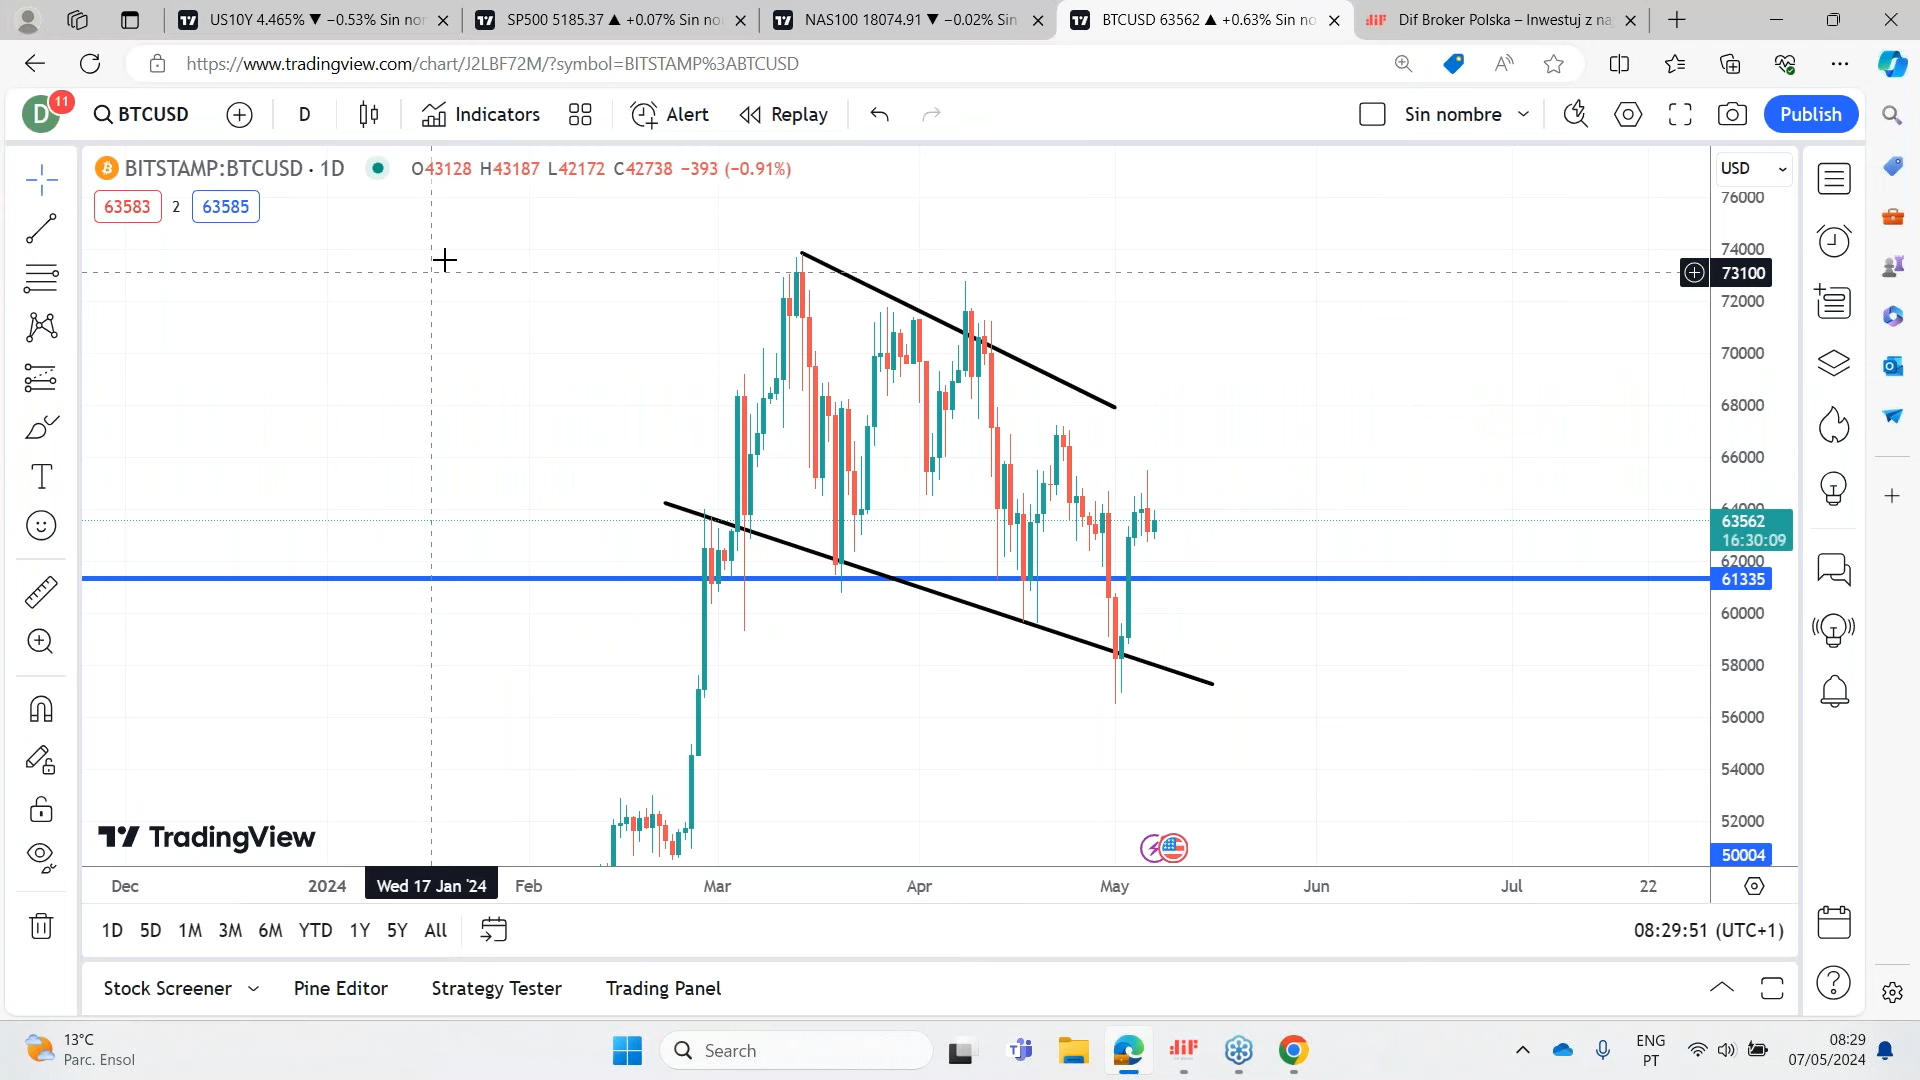 US10Y 4.465% ▼ −0.53% Sin nor
SP500 5185.37 ▲ +0.07% Sin no
NAS100 18074.91 ▼ −0.02% Sin
BTCUSD 63562 ▲ +0.63% Sin no
Dif Broker Polska – Inwestuj z na
https://www.tradingview.com/chart/J2LBF72M/?symbol=BITSTAMP%3ABTCUSD
D 11 BTCUSD D Indicators Alert Replay Sin nombre Publish
BITSTAMP:BTCUSD · 1D O43128 H43187 L42172 C42738 −393 (−0.91%)
USD
63583 2 63585
76000
74000
73100
72000
70000
68000
66000
64000
63562
16:30:09
62000
61335
60000
58000
56000
54000
52000
50004
TradingView
Dec 2024 Wed 17 Jan '24 Feb Mar Apr May Jun Jul 22
1D 5D 1M 3M 6M YTD 1Y 5Y All 08:29:51 (UTC+1)
Stock Screener Pine Editor Strategy Tester Trading Panel
13°C
Parc. Ensol
Search
ENG
PT
08:29
07/05/2024